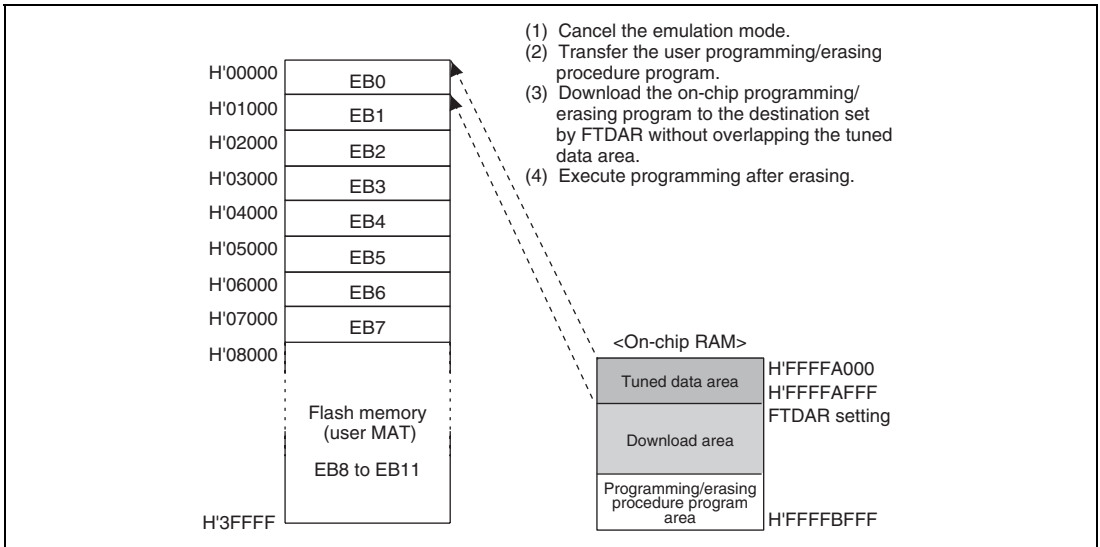 (1) Cancel the emulation mode.
(2) Transfer the user programming/erasing
procedure program.
(3) Download the on-chip programming/
erasing program to the destination set
by FTDAR without overlapping the tuned
data area.
(4) Execute programming after erasing.
H'00000
EB0
H'01000
EB1
H'02000
EB2
H'03000
EB3
H'04000
EB4
H'05000
EB5
H'06000
EB6
H'07000
EB7
H'08000
Flash memory
(user MAT)
EB8 to EB11
H'3FFFF
<On-chip RAM>
Tuned data area
H'FFFFA000
H'FFFFAFFF
FTDAR setting
Download area
Programming/erasing
procedure program
area
H'FFFFBFFF